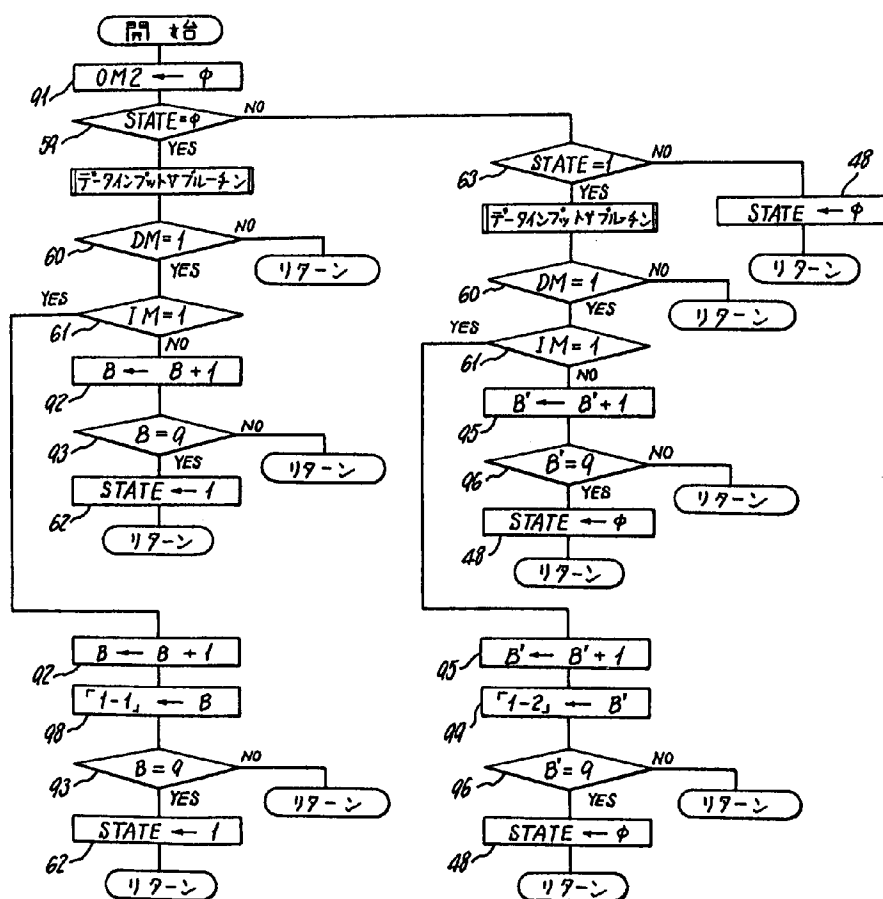 開始
OM2 ← φ
91
STATE=φ
NO
59
YES
データインプットサブルーチン
DM=1
NO
60
YES
リターン
YES
IM=1
61
NO
B ← B+1
92
B=9
NO
93
YES
リターン
STATE ← 1
62
リターン
B ← B+1
92
「1-1」 ← B
98
B=9
NO
93
YES
リターン
STATE ← 1
62
リターン
STATE=1
NO
63
YES
48
STATE ← φ
リターン
データインプットサブルーチン
DM=1
NO
60
YES
リターン
YES
IM=1
61
NO
B' ← B'+1
95
B'=9
NO
96
YES
リターン
STATE ← φ
48
リターン
B' ← B'+1
95
「1-2」 ← B'
99
B'=9
NO
96
YES
リターン
STATE ← φ
48
リターン